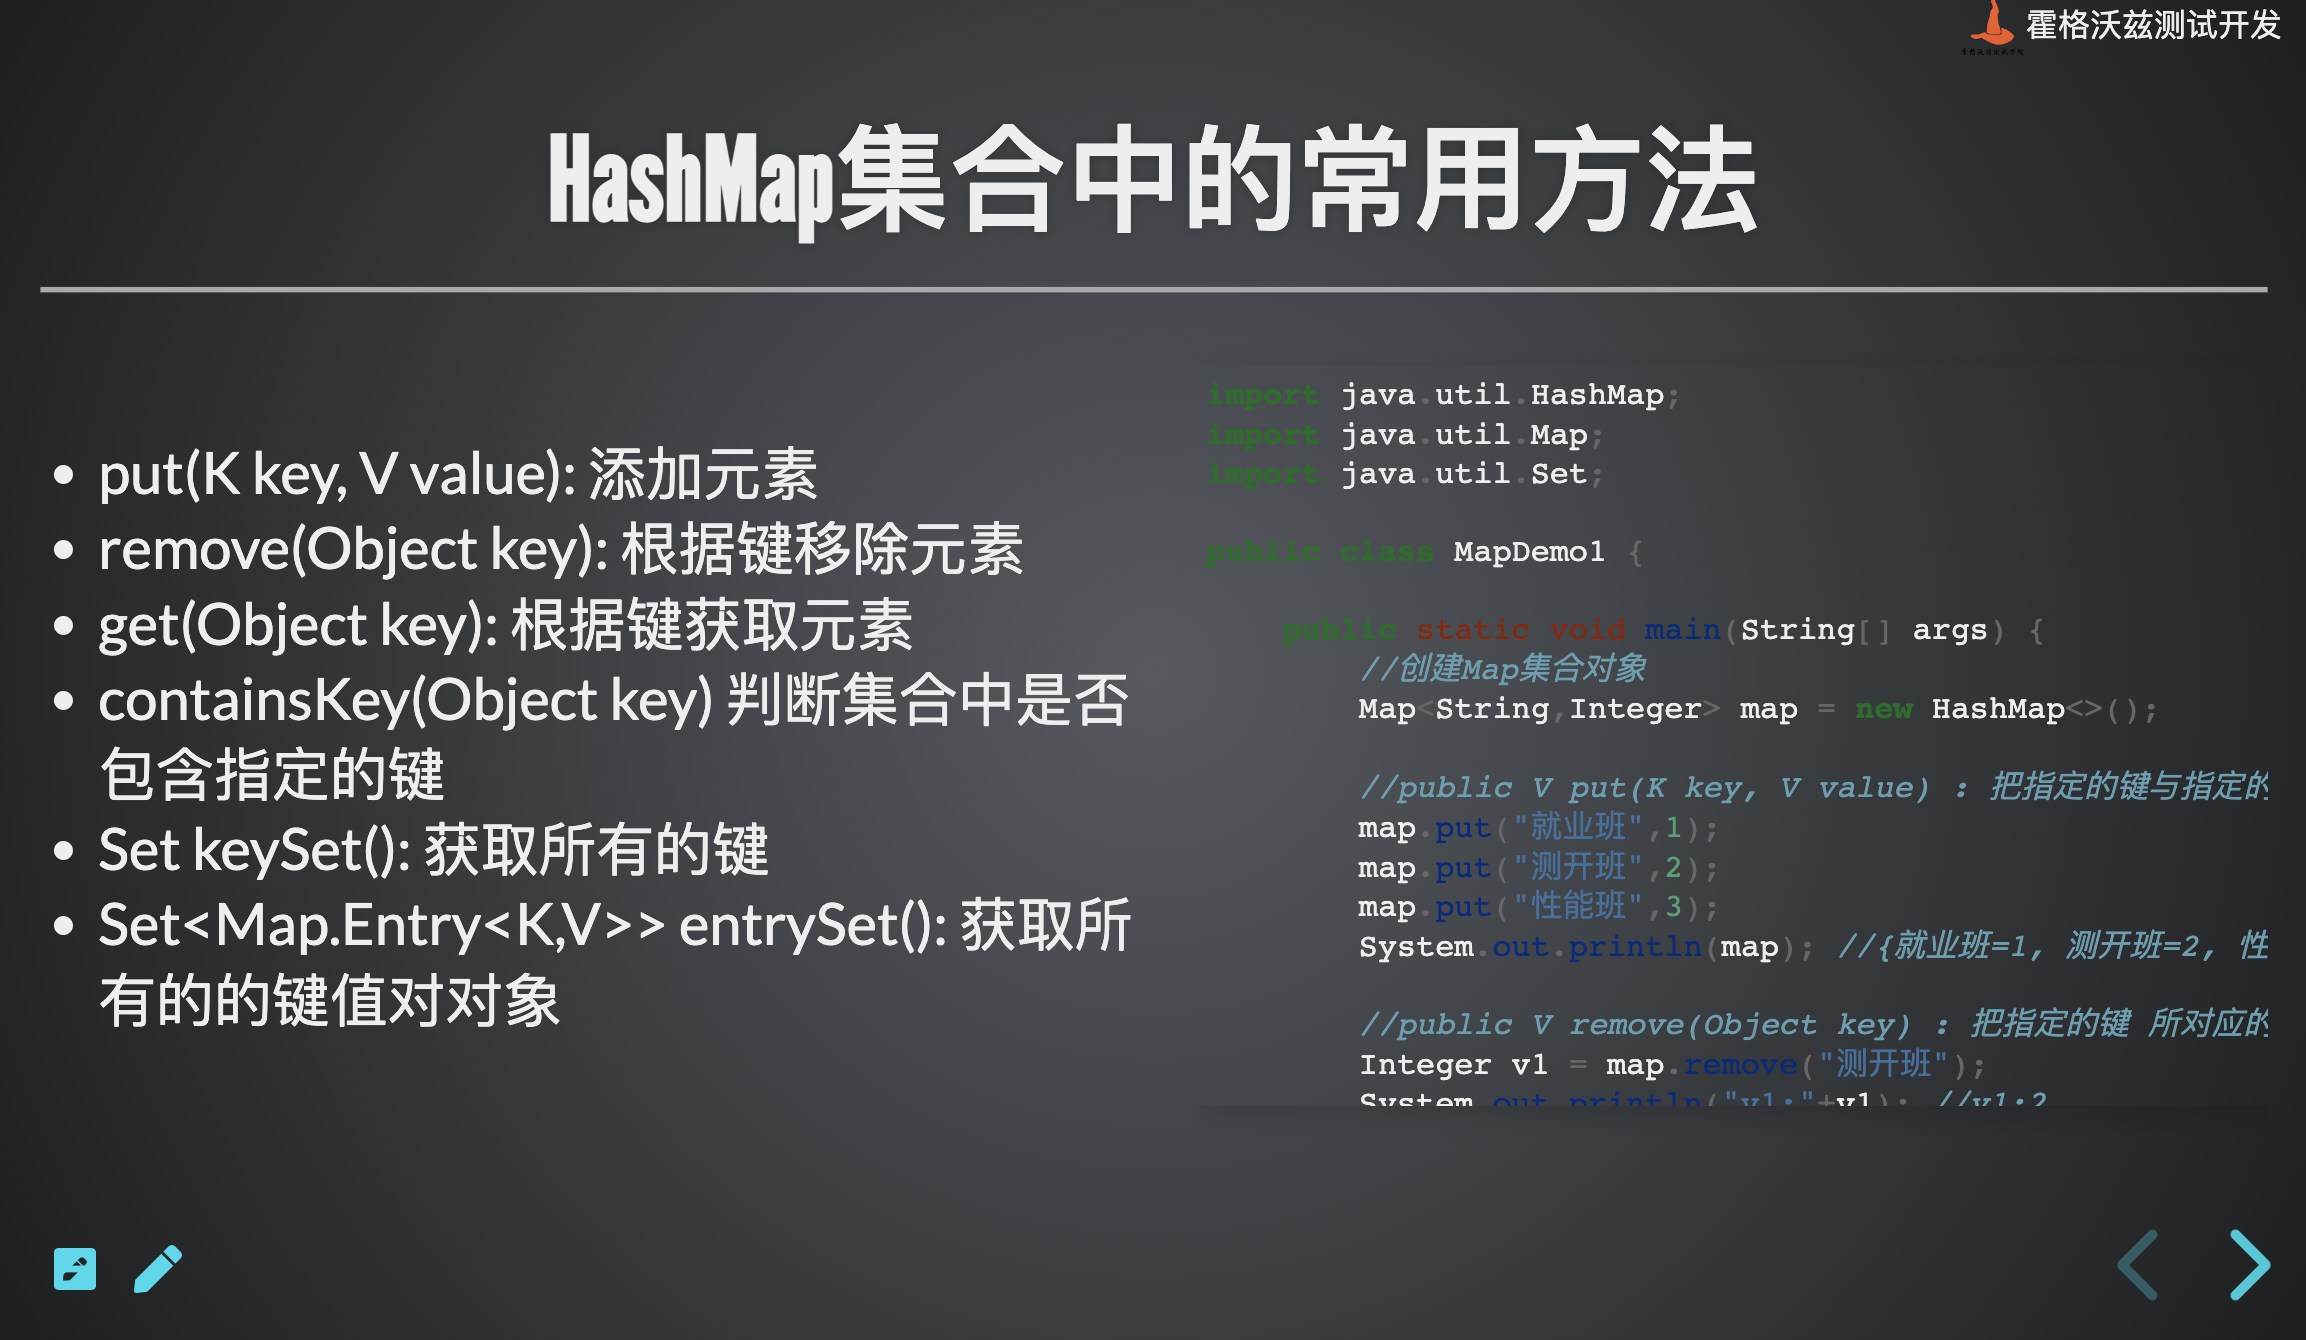 霍格沃兹测试开发
HashMap集合中的常用方法
• put(K key, V value): 添加元素
• remove(Object key): 根据键移除元素
• get(Object key): 根据键获取元素
• containsKey(Object key) 判断集合中是否
包含指定的键
• Set keySet(): 获取所有的键
• Set<Map.Entry<K,V>> entrySet(): 获取所
有的的键值对对象
import java.util.HashMap;
import java.util.Map;
import java.util.Set;
public class MapDemo1 {
public static void main(String[] args) {
//创建Map集合对象
Map<String,Integer> map = new HashMap<>();
//public V put(K key, V value) : 把指定的键与指定的
map.put("就业班",1);
map.put("测开班",2);
map.put("性能班",3);
System.out.println(map); //{就业班=1, 测开班=2, 性
//public V remove(Object key) : 把指定的键 所对应的
Integer v1 = map.remove("测开班");
System.out.println("v1:"+v1); //v1:2